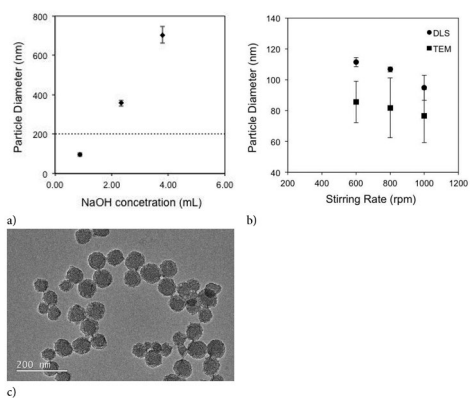 800
600
400
200
0
0.00 2.00 4.00 6.00
Particle Diameter (nm)
NaOH concetration (mL)
a)
140
120
100
80
60
40
200 400 600 800 1000 1200
Particle Diameter (nm)
Stirring Rate (rpm)
DLS
TEM
b)
200 nm
c)